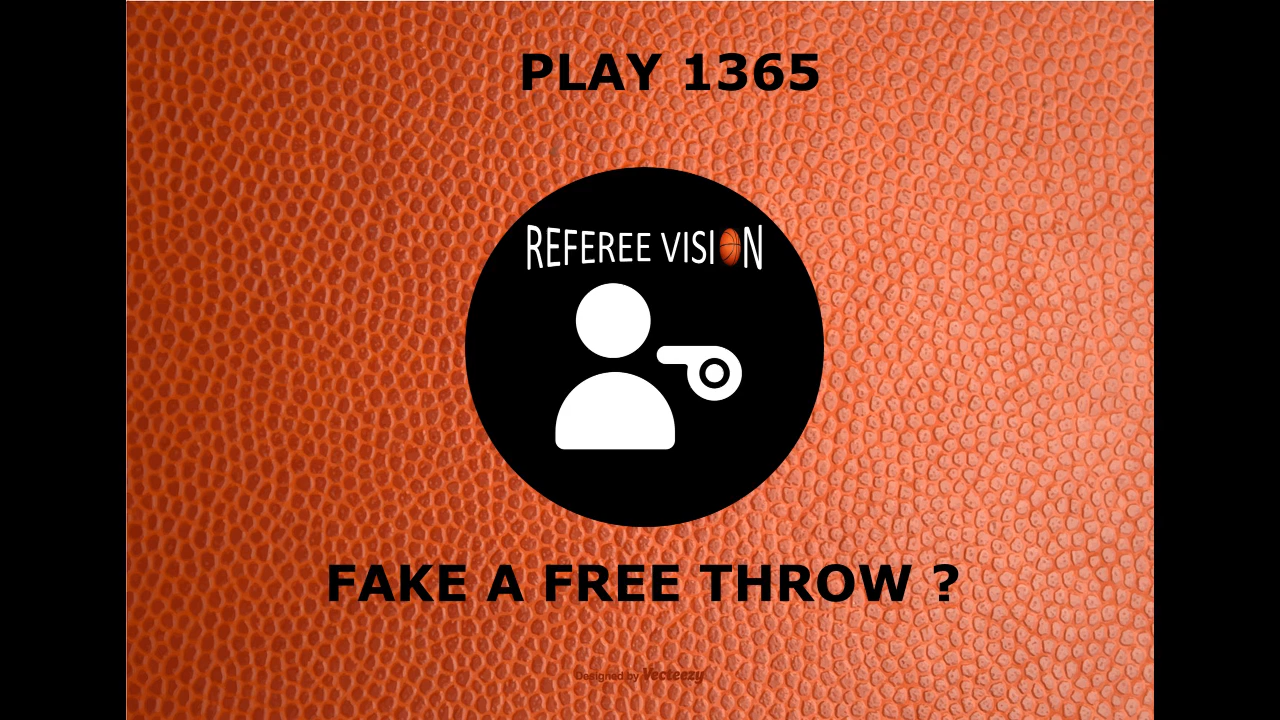 PLAY 1365
REFEREE VISION
FAKE A FREE THROW ?
Designed by Vecteezy